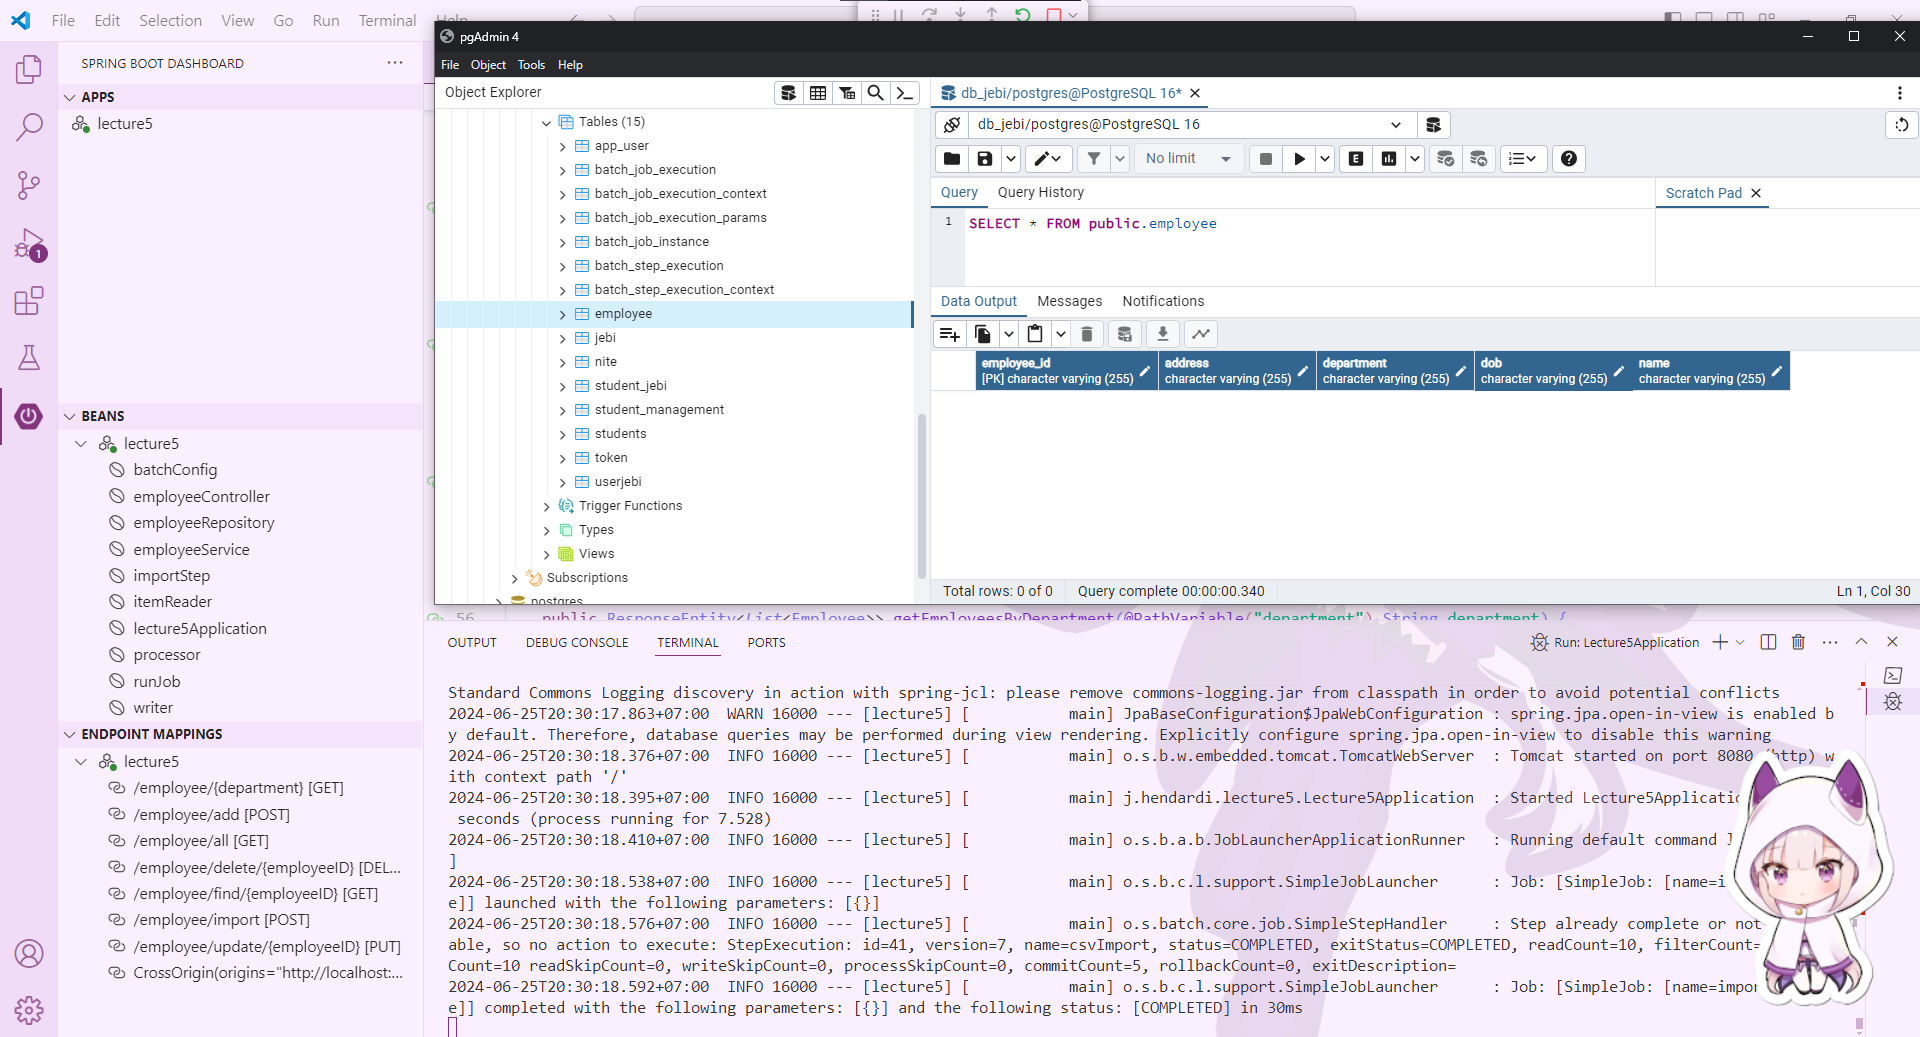 File Edit Selection View Go Run Terminal Help
SPRING BOOT DASHBOARD
APPS
lecture5
1
BEANS
lecture5
batchConfig
employeeController
employeeRepository
employeeService
importStep
itemReader
lecture5Application
processor
runJob
writer
ENDPOINT MAPPINGS
lecture5
/employee/{department} [GET]
/employee/add [POST]
/employee/all [GET]
/employee/delete/{employeeID} [DEL...
/employee/find/{employeeID} [GET]
/employee/import [POST]
/employee/update/{employeeID} [PUT]
CrossOrigin(origins="http://localhost:...
pgAdmin 4
File Object Tools Help
Object Explorer
Tables (15)
app_user
batch_job_execution
batch_job_execution_context
batch_job_execution_params
batch_job_instance
batch_step_execution
batch_step_execution_context
employee
jebi
nite
student_jebi
student_management
students
token
userjebi
Trigger Functions
Types
Views
Subscriptions
postgres
db_jebi/postgres@PostgreSQL 16*
db_jebi/postgres@PostgreSQL 16
No limit
E
Query Query History
Scratch Pad
1 SELECT * FROM public.employee
Data Output Messages Notifications
employee_id address department dob name
[PK] character varying (255) character varying (255) character varying (255) character varying (255) character varying (255)
Total rows: 0 of 0 Query complete 00:00:00.340 Ln 1, Col 30
56 public ResponseEntity<List<Employee>> getEmployeesByDepartment(@PathVariable("department") String department) {
OUTPUT DEBUG CONSOLE TERMINAL PORTS
Run: Lecture5Application
Standard Commons Logging discovery in action with spring-jcl: please remove commons-logging.jar from classpath in order to avoid potential conflicts
2024-06-25T20:30:17.863+07:00 WARN 16000 --- [lecture5] [ main] JpaBaseConfiguration$JpaWebConfiguration : spring.jpa.open-in-view is enabled b
y default. Therefore, database queries may be performed during view rendering. Explicitly configure spring.jpa.open-in-view to disable this warning
2024-06-25T20:30:18.376+07:00 INFO 16000 --- [lecture5] [ main] o.s.b.w.embedded.tomcat.TomcatWebServer : Tomcat started on port 8080 (http) w
ith context path '/'
2024-06-25T20:30:18.395+07:00 INFO 16000 --- [lecture5] [ main] j.hendardi.lecture5.Lecture5Application : Started Lecture5Applicatio
seconds (process running for 7.528)
2024-06-25T20:30:18.410+07:00 INFO 16000 --- [lecture5] [ main] o.s.b.a.b.JobLauncherApplicationRunner : Running default command l
]
2024-06-25T20:30:18.538+07:00 INFO 16000 --- [lecture5] [ main] o.s.b.c.l.support.SimpleJobLauncher : Job: [SimpleJob: [name=i
e]] launched with the following parameters: [{}]
2024-06-25T20:30:18.576+07:00 INFO 16000 --- [lecture5] [ main] o.s.batch.core.job.SimpleStepHandler : Step already complete or not
able, so no action to execute: StepExecution: id=41, version=7, name=csvImport, status=COMPLETED, exitStatus=COMPLETED, readCount=10, filterCount=
Count=10 readSkipCount=0, writeSkipCount=0, processSkipCount=0, commitCount=5, rollbackCount=0, exitDescription=
2024-06-25T20:30:18.592+07:00 INFO 16000 --- [lecture5] [ main] o.s.b.c.l.support.SimpleJobLauncher : Job: [SimpleJob: [name=impor
e]] completed with the following parameters: [{}] and the following status: [COMPLETED] in 30ms